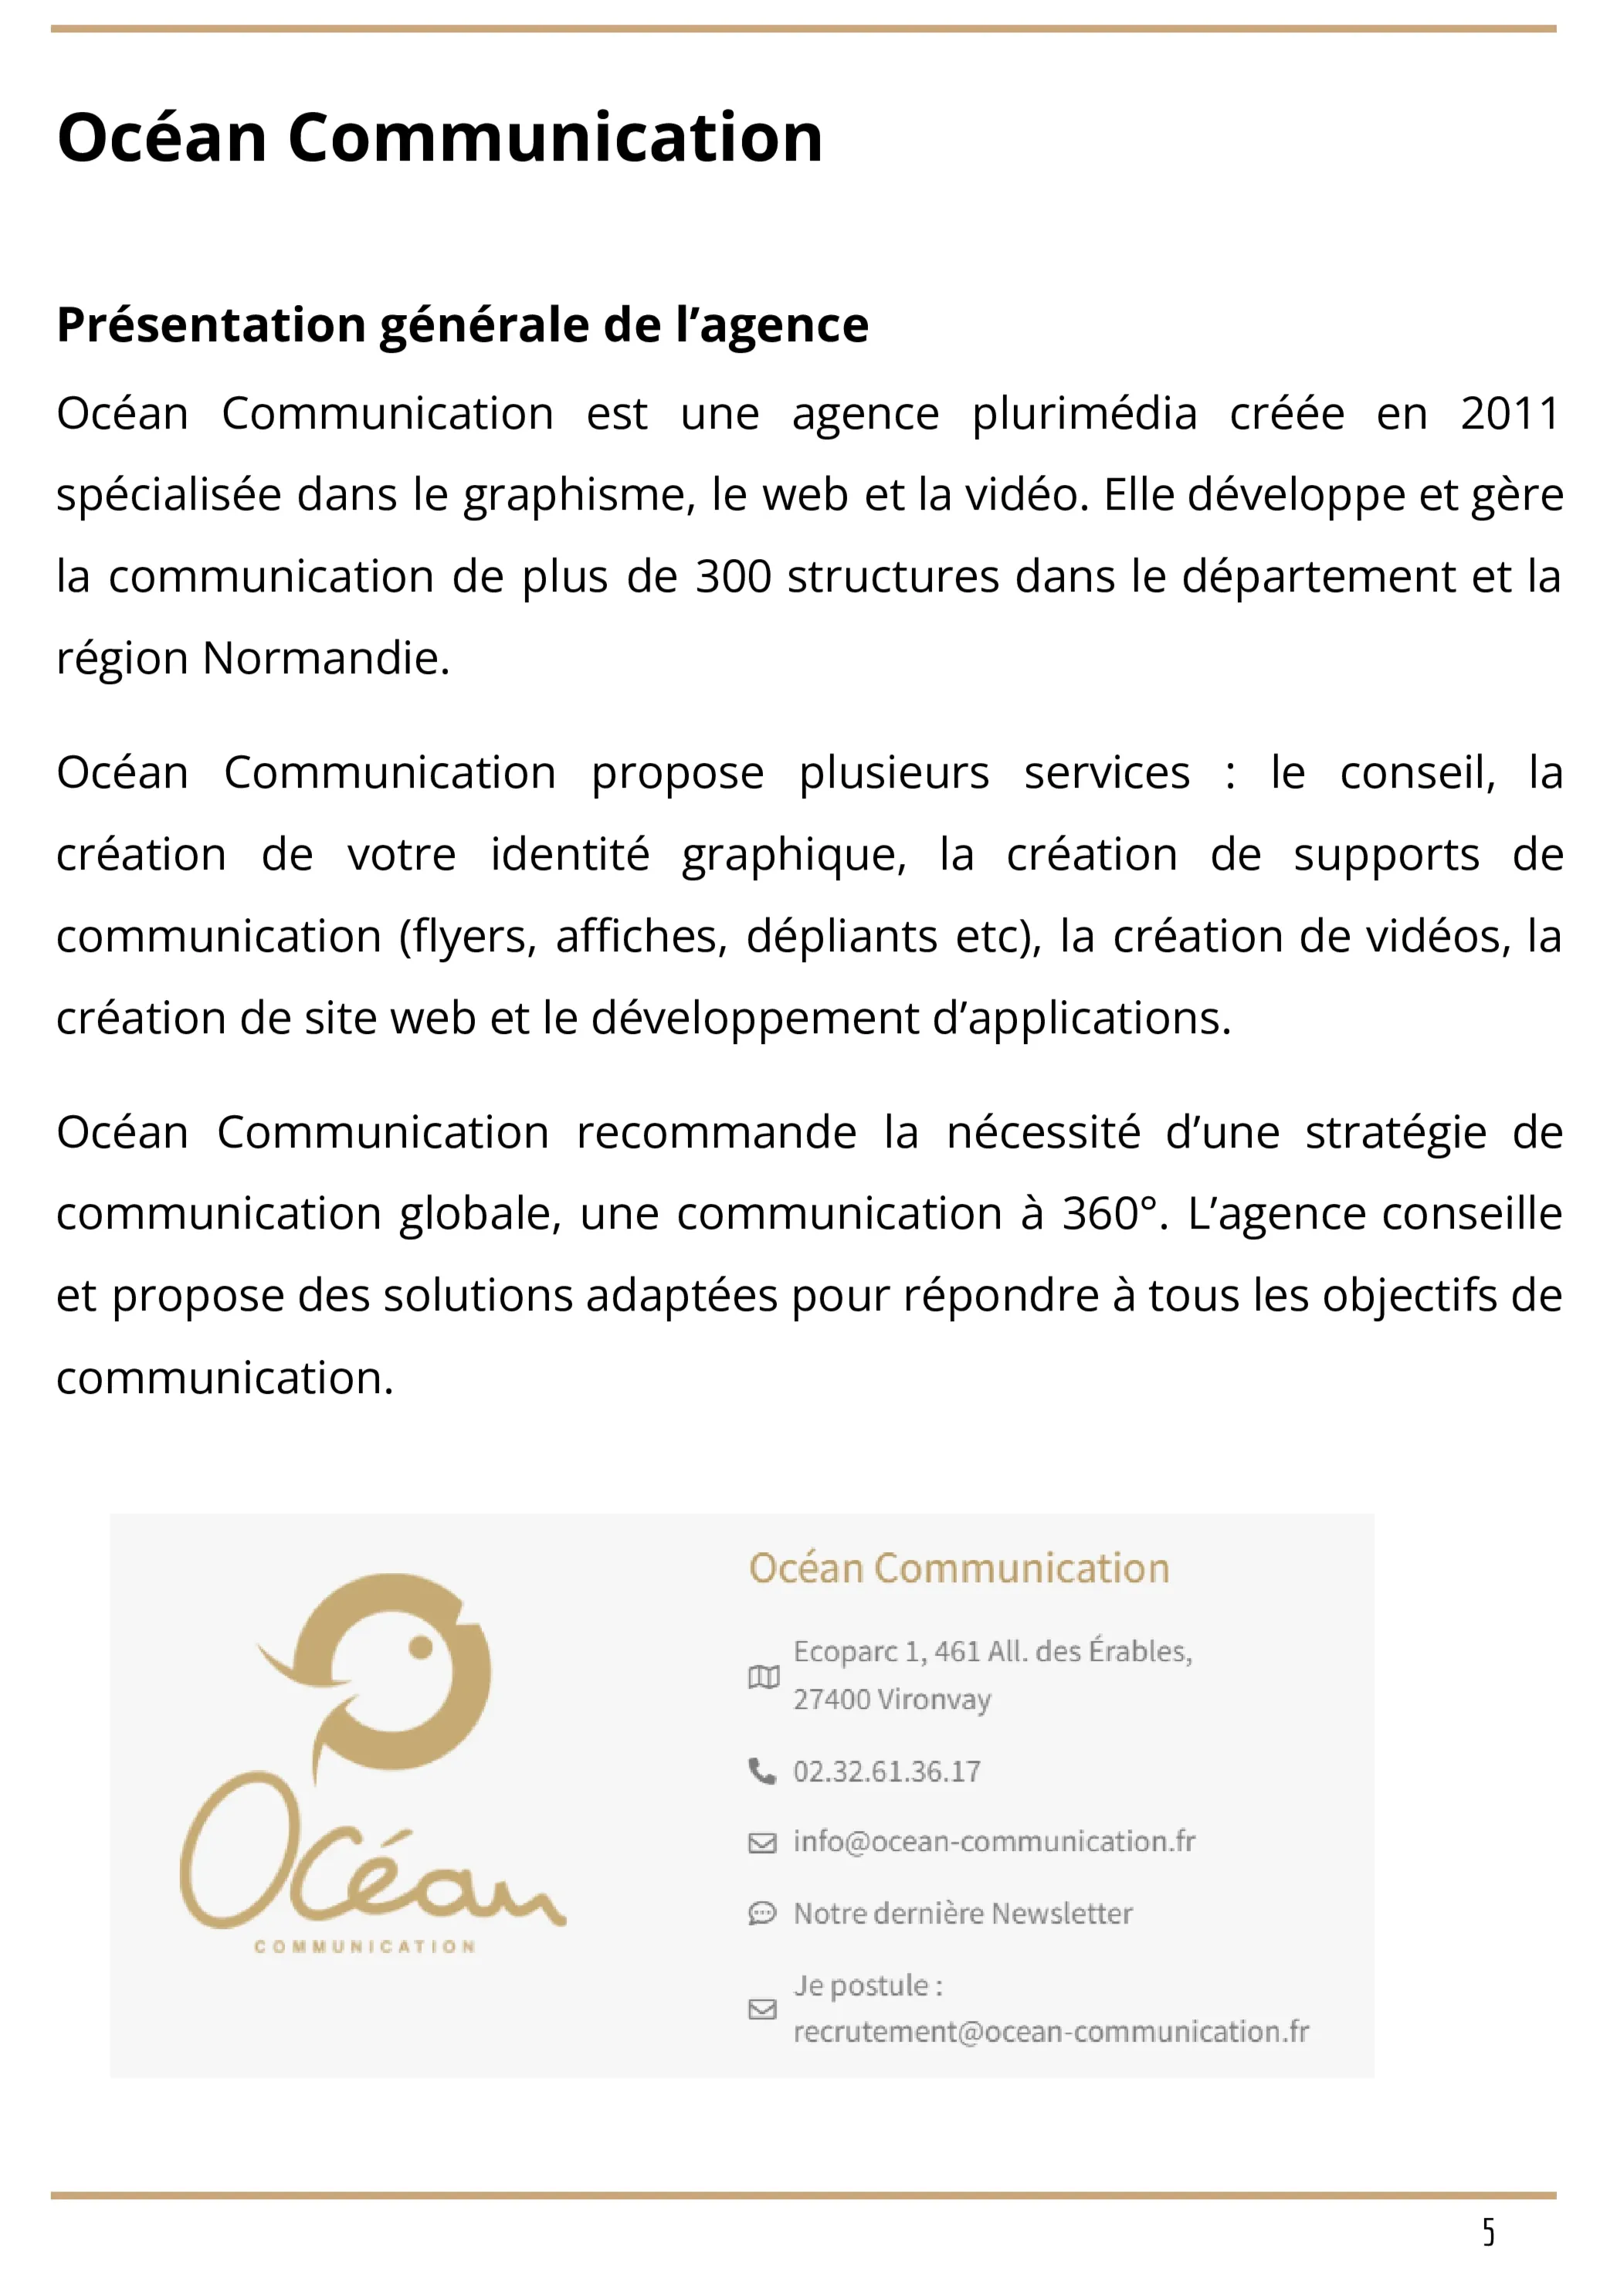 Océan Communication
Présentation générale de l’agence
Océan Communication est une agence plurimédia créée en 2011
spécialisée dans le graphisme, le web et la vidéo. Elle développe et gère
la communication de plus de 300 structures dans le département et la
région Normandie.
Océan Communication propose plusieurs services : le conseil, la
création de votre identité graphique, la création de supports de
communication (flyers, affiches, dépliants etc), la création de vidéos, la
création de site web et le développement d’applications.
Océan Communication recommande la nécessité d’une stratégie de
communication globale, une communication à 360°. L’agence conseille
et propose des solutions adaptées pour répondre à tous les objectifs de
communication.
Océan
COMMUNICATION
Océan Communication
Ecoparc 1, 461 All. des Érables,
27400 Vironvay
02.32.61.36.17
info@ocean-communication.fr
Notre dernière Newsletter
Je postule :
recrutement@ocean-communication.fr
5